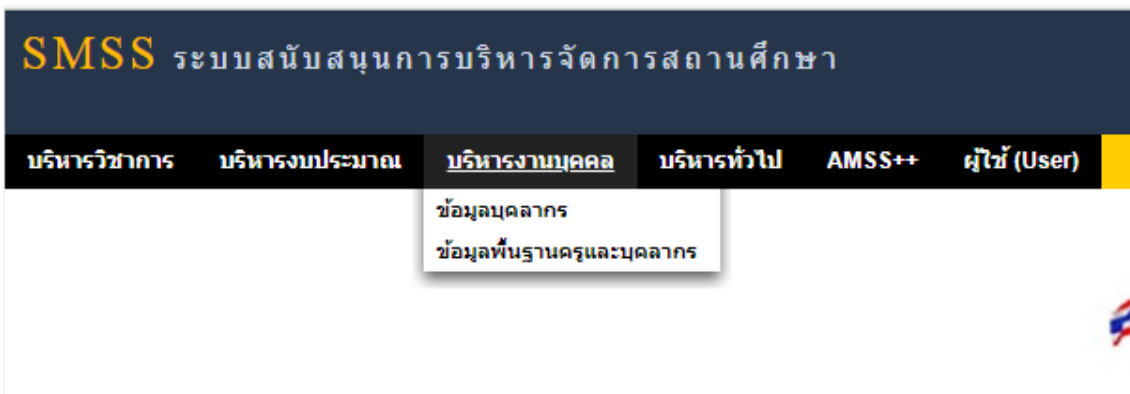 SMSS ระบบสนับสนุนการบริหารจัดการสถานศึกษา
บริหารวิชาการ บริหารงบประมาณ บริหารงานบุคคล บริหารทั่วไป AMSS++ ผู้ใช้ (User)
ข้อมูลบุคลากร
ข้อมูลพื้นฐานครูและบุคลากร